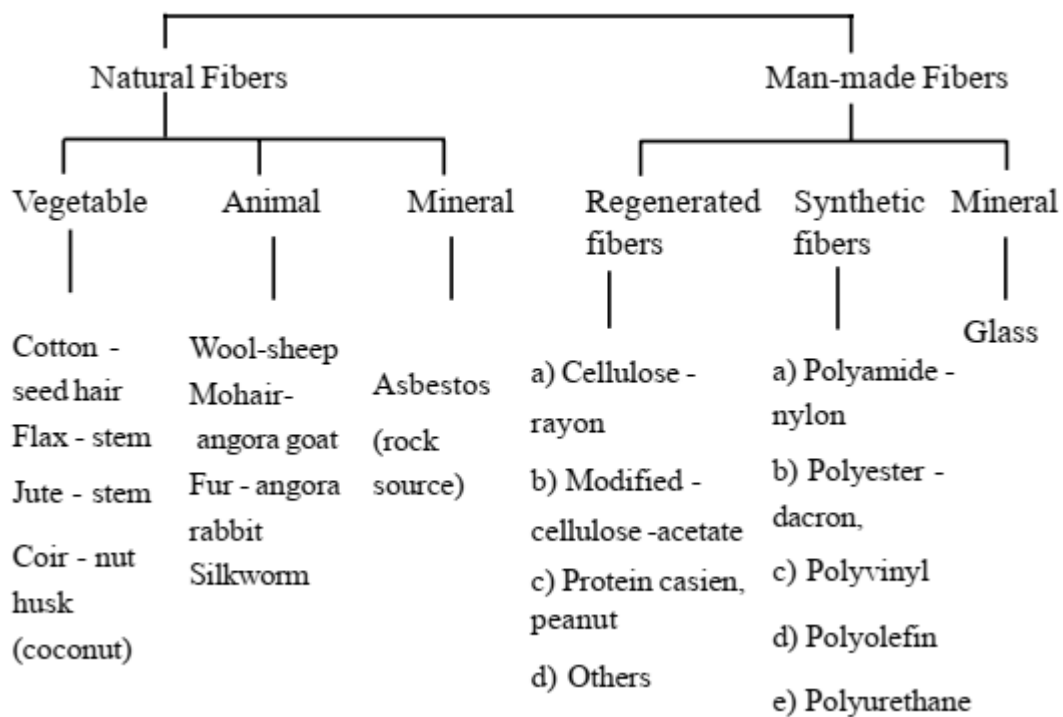 Natural Fibers
Man-made Fibers
Vegetable
Animal
Mineral
Regenerated
fibers
Synthetic
fibers
Mineral
Cotton -
seed hair
Flax - stem
Jute - stem
Coir - nut
husk
(coconut)
Wool-sheep
Mohair-
angora goat
Fur - angora
rabbit
Silkworm
Asbestos
(rock
source)
a) Cellulose -
rayon
b) Modified -
cellulose -acetate
c) Protein casien,
peanut
d) Others
a) Polyamide -
nylon
b) Polyester -
dacron,
c) Polyvinyl
d) Polyolefin
e) Polyurethane
Glass